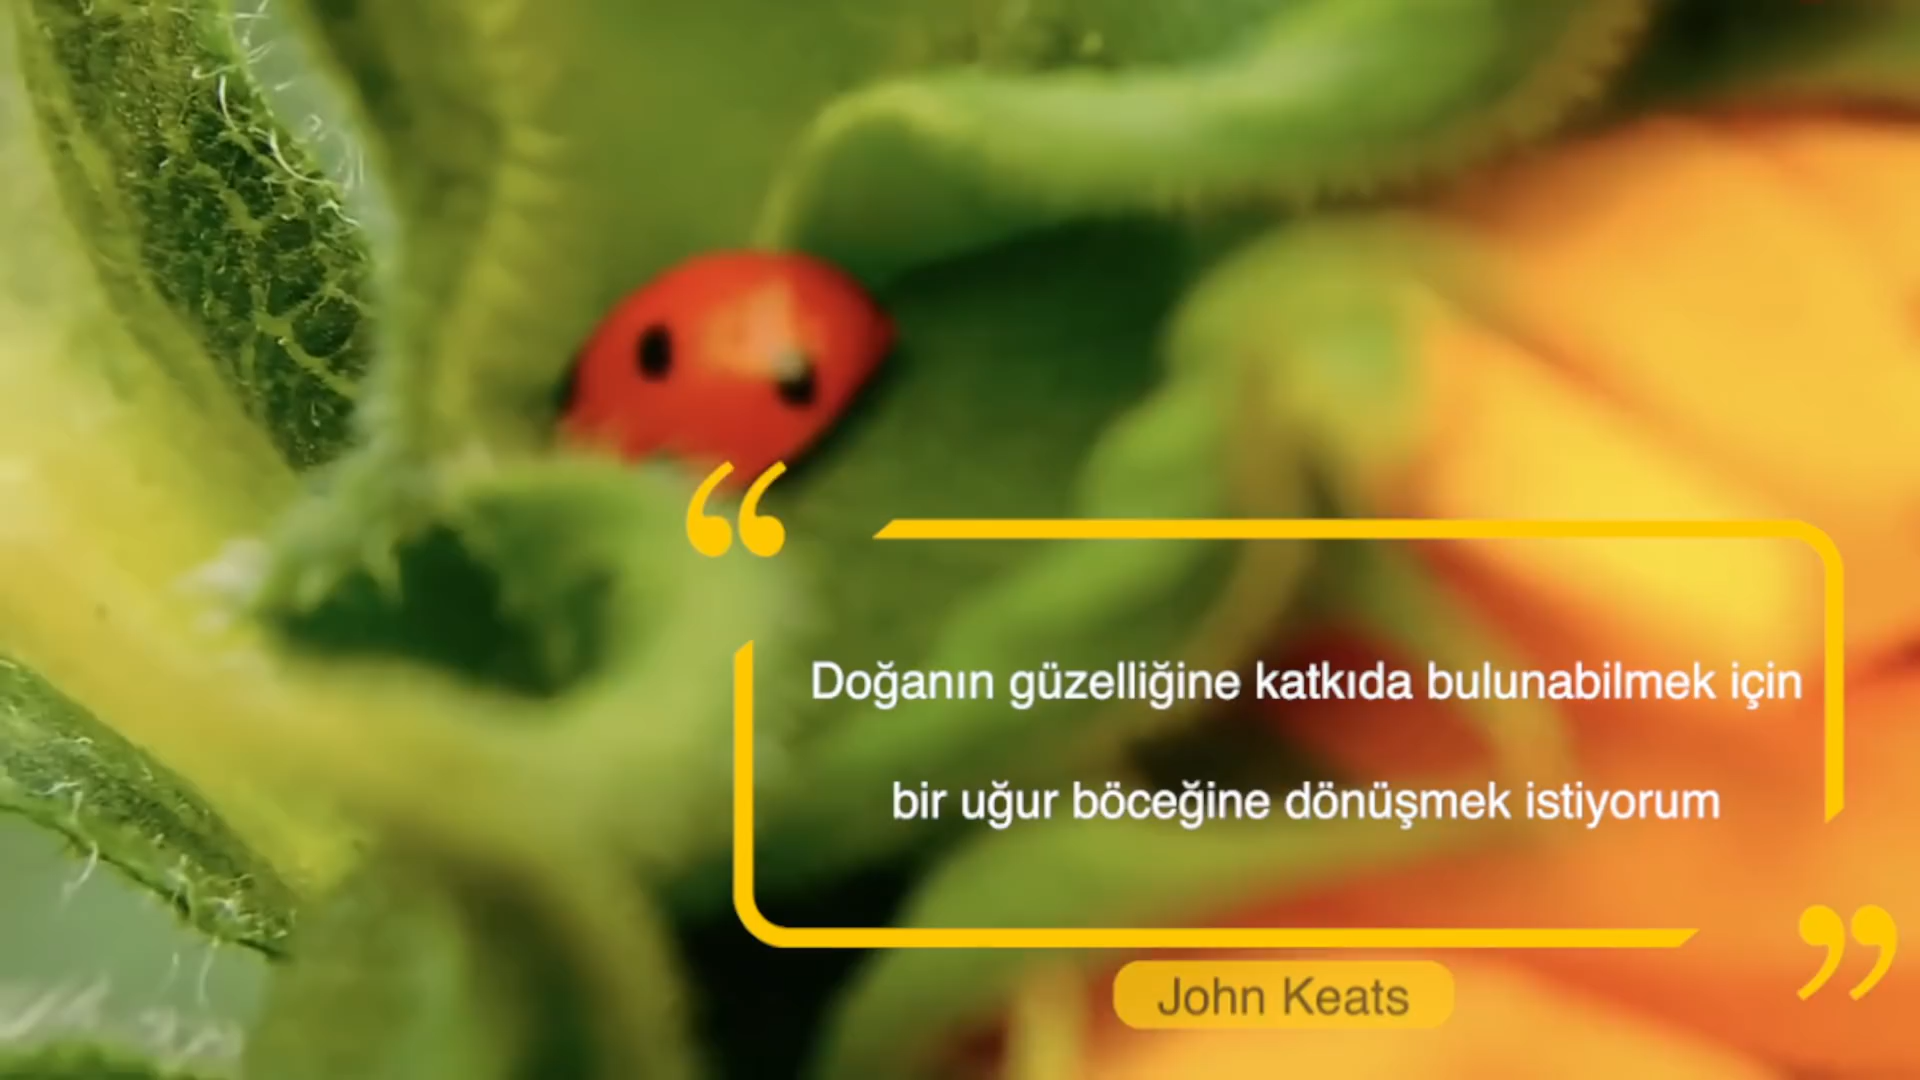 “
Doğanın güzelliğine katkıda bulunabilmek için
bir uğur böceğine dönüşmek istiyorum
”
John Keats